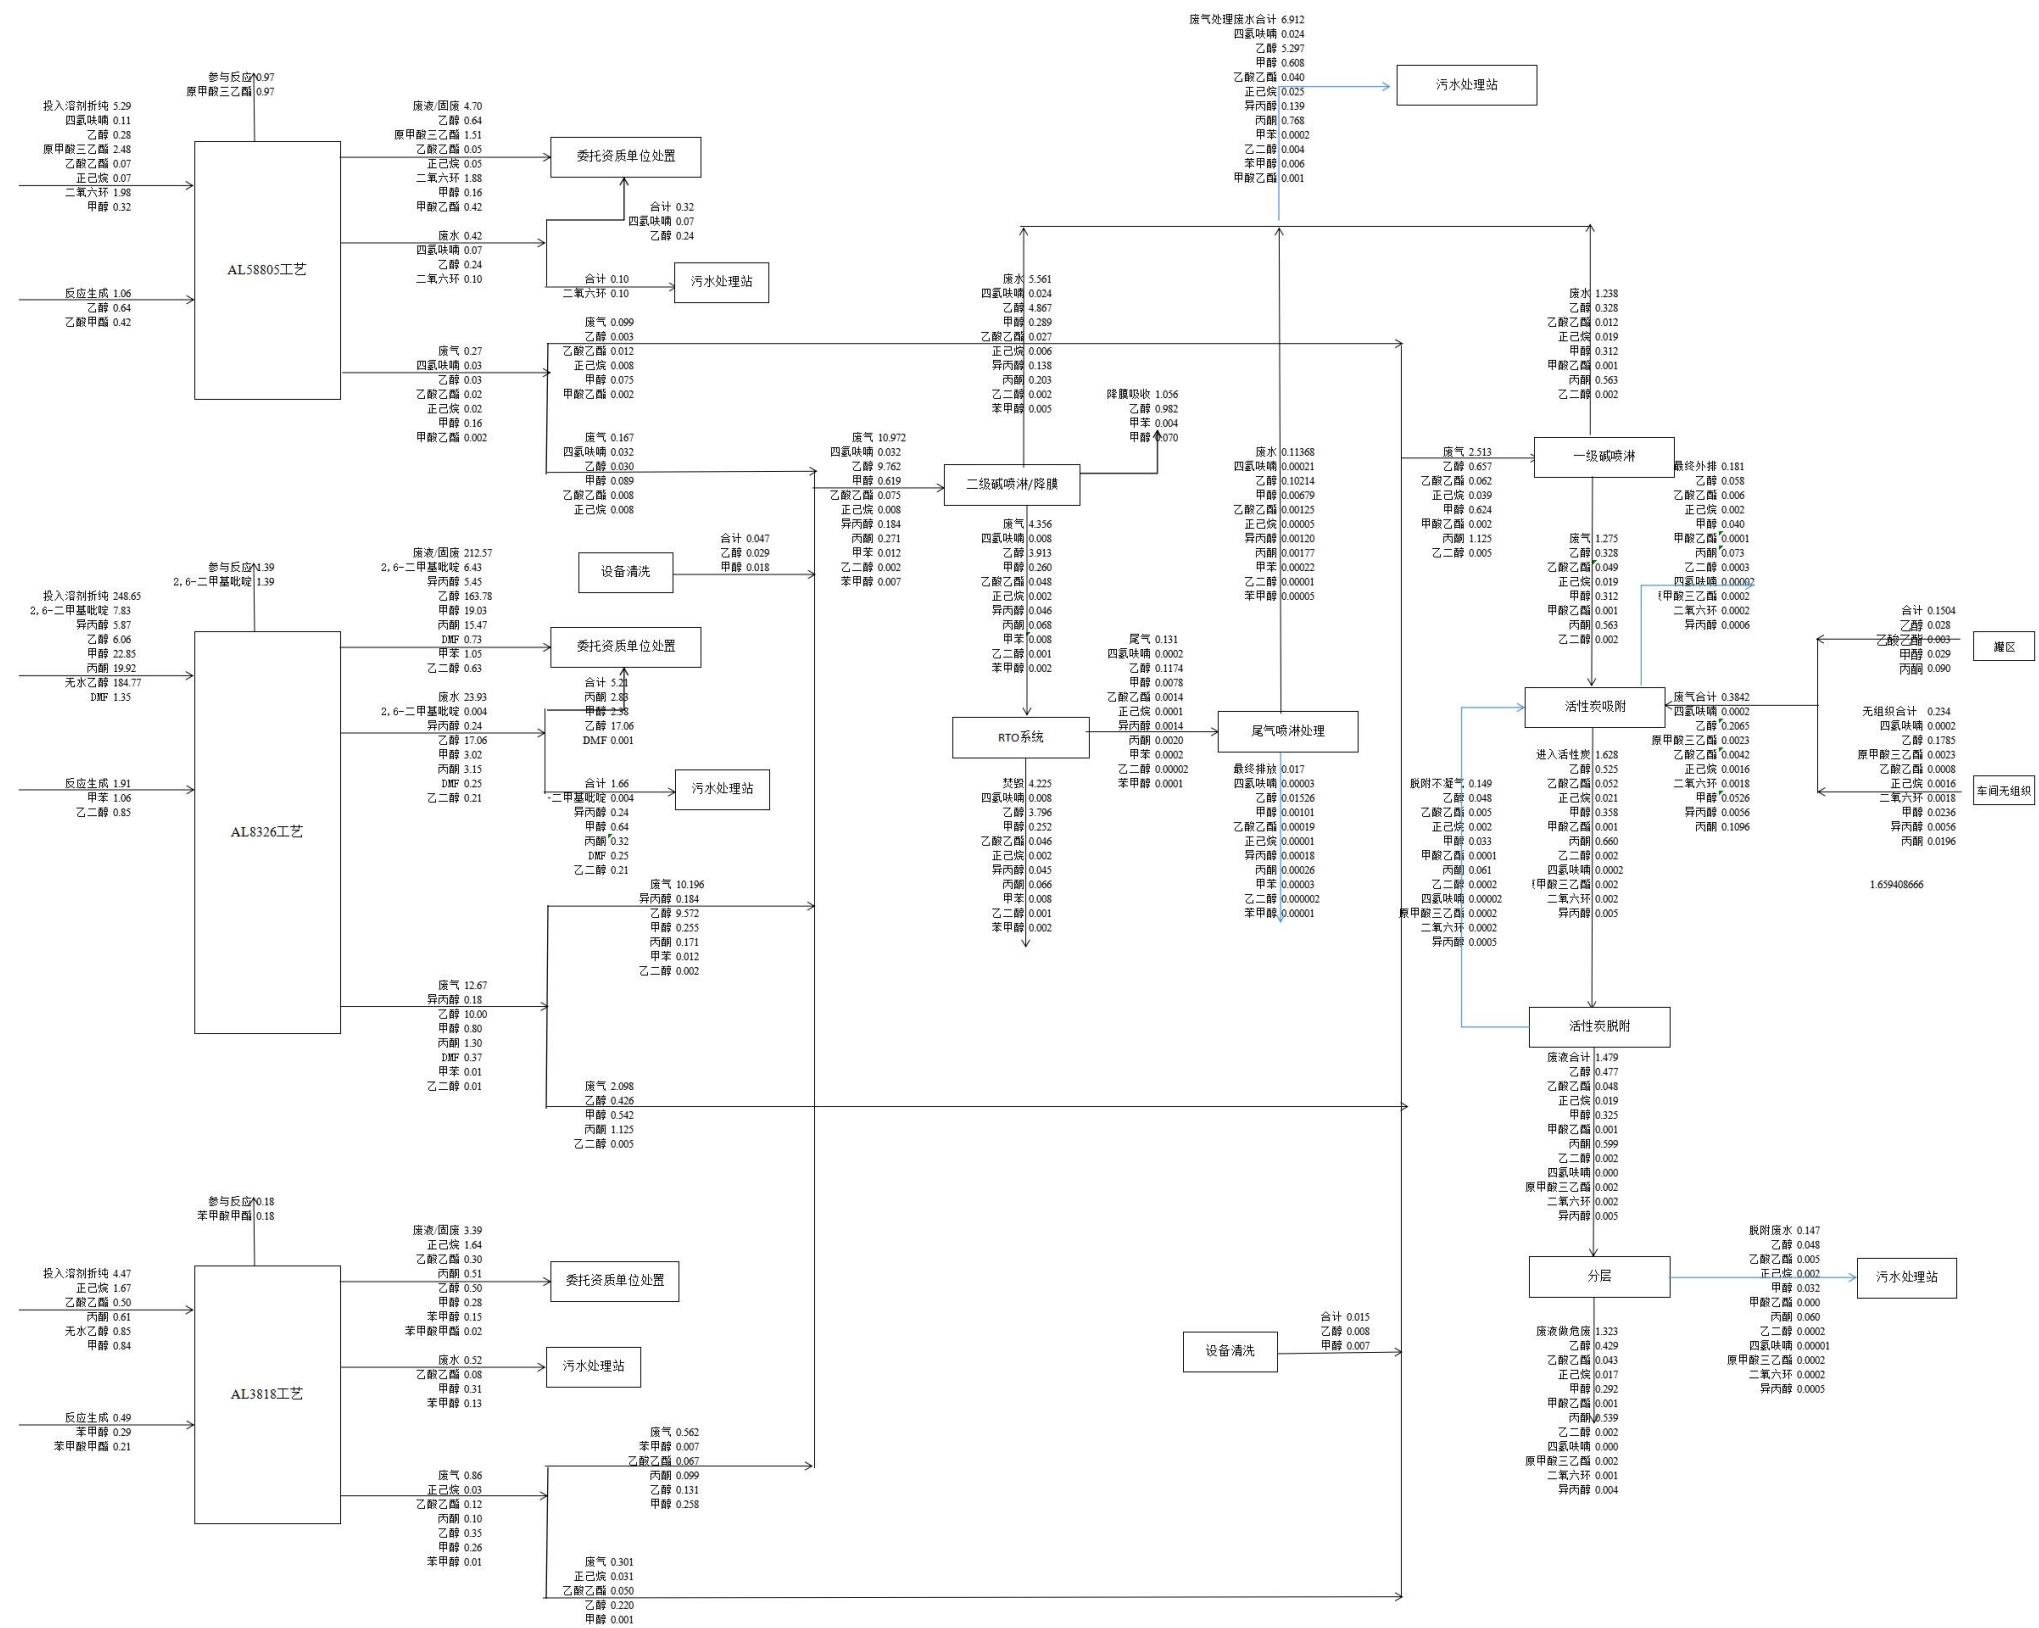 废气处理废水合计 6.912
四氢呋喃 0.024
乙醇 5.297
甲醇 0.608
乙酸乙酯 0.040
正己烷 0.025
异丙醇 0.139
丙酮 0.768
甲苯 0.0002
乙二醇 0.004
苯甲醇 0.006
甲酸乙酯 0.001
污水处理站
参与反应 0.97
原甲酸三乙酯 0.97
投入溶剂折纯 5.29
四氢呋喃 0.11
乙醇 0.28
原甲酸三乙酯 2.48
乙酸乙酯 0.07
正己烷 0.07
二氧六环 1.98
甲醇 0.32
反应生成 1.06
乙醇 0.64
乙酸甲酯 0.42
AL58805工艺
废液/固废 4.70
乙醇 0.64
原甲酸三乙酯 1.51
乙酸乙酯 0.05
正己烷 0.05
二氧六环 1.88
甲醇 0.16
甲酸乙酯 0.42
委托资质单位处置
废水 0.42
四氢呋喃 0.07
乙醇 0.24
二氧六环 0.10
合计 0.32
四氢呋喃 0.07
乙醇 0.24
合计 0.10
二氧六环 0.10
污水处理站
废气 0.27
四氢呋喃 0.03
乙醇 0.03
乙酸乙酯 0.02
正己烷 0.02
甲醇 0.16
甲酸乙酯 0.002
废气 0.099
乙醇 0.003
乙酸乙酯 0.012
正己烷 0.008
甲醇 0.075
甲酸乙酯 0.002
废气 0.167
四氢呋喃 0.032
乙醇 0.030
甲醇 0.089
乙酸乙酯 0.008
正己烷 0.008
设备清洗
合计 0.047
乙醇 0.029
甲醇 0.018
废气 10.972
四氢呋喃 0.032
乙醇 9.762
甲醇 0.619
乙酸乙酯 0.075
正己烷 0.008
异丙醇 0.184
丙酮 0.271
甲苯 0.012
乙二醇 0.002
苯甲醇 0.007
废水 5.561
四氢呋喃 0.024
乙醇 4.867
甲醇 0.289
乙酸乙酯 0.027
正己烷 0.006
异丙醇 0.138
丙酮 0.203
乙二醇 0.002
苯甲醇 0.005
降膜吸收 1.056
乙醇 0.982
甲苯 0.004
甲醇 0.070
二级碱喷淋/降膜
废气 4.356
四氢呋喃 0.008
乙醇 3.913
甲醇 0.260
乙酸乙酯 0.048
正己烷 0.002
异丙醇 0.046
丙酮 0.068
甲苯 0.008
乙二醇 0.001
苯甲醇 0.002
RTO系统
焚毁 4.225
四氢呋喃 0.008
乙醇 3.796
甲醇 0.252
乙酸乙酯 0.046
正己烷 0.002
异丙醇 0.045
丙酮 0.066
甲苯 0.008
乙二醇 0.001
苯甲醇 0.002
尾气 0.131
四氢呋喃 0.0002
乙醇 0.1174
甲醇 0.0078
乙酸乙酯 0.0014
正己烷 0.0001
异丙醇 0.0014
丙酮 0.0020
甲苯 0.0002
乙二醇 0.00002
苯甲醇 0.0001
废水 0.11368
四氢呋喃 0.00021
乙醇 0.10214
甲醇 0.00679
乙酸乙酯 0.00125
正己烷 0.00005
异丙醇 0.00120
丙酮 0.00177
甲苯 0.00022
乙二醇 0.00001
苯甲醇 0.00005
尾气喷淋处理
最终排放 0.017
四氢呋喃 0.00003
乙醇 0.01526
甲醇 0.00101
乙酸乙酯 0.00019
正己烷 0.00001
异丙醇 0.00018
丙酮 0.00026
甲苯 0.00003
乙二醇 0.000002
苯甲醇 0.00001
废水 1.238
乙醇 0.328
乙酸乙酯 0.012
正己烷 0.019
甲醇 0.312
甲酸乙酯 0.001
丙酮 0.563
乙二醇 0.002
废气 2.513
乙醇 0.657
乙酸乙酯 0.062
正己烷 0.039
甲醇 0.624
甲酸乙酯 0.002
丙酮 1.125
乙二醇 0.005
一级碱喷淋
废气 1.275
乙醇 0.328
乙酸乙酯 0.049
正己烷 0.019
甲醇 0.312
甲酸乙酯 0.001
丙酮 0.563
乙二醇 0.002
最终外排 0.181
乙醇 0.058
乙酸乙酯 0.006
正己烷 0.002
甲醇 0.040
甲酸乙酯 0.0001
丙酮 0.073
乙二醇 0.0003
四氢呋喃 0.00002
甲酸三乙酯 0.0002
二氧六环 0.0002
异丙醇 0.0006
合计 0.1504
乙醇 0.028
乙酸乙酯 0.003
甲醇 0.029
丙酮 0.090
罐区
活性炭吸附
废气合计 0.3842
四氢呋喃 0.0002
乙醇 0.2065
原甲酸三乙酯 0.0023
乙酸乙酯 0.0042
正己烷 0.0016
二氧六环 0.0018
甲醇 0.0526
异丙醇 0.0056
丙酮 0.1096
无组织合计 0.234
四氢呋喃 0.0002
乙醇 0.1785
原甲酸三乙酯 0.0023
乙酸乙酯 0.0008
正己烷 0.0016
二氧六环 0.0018
甲醇 0.0236
异丙醇 0.0056
丙酮 0.0196
车间无组织
1.659408666
进入活性炭 1.628
乙醇 0.525
乙酸乙酯 0.052
正己烷 0.021
甲醇 0.358
甲酸乙酯 0.001
丙酮 0.660
乙二醇 0.002
四氢呋喃 0.0002
甲酸三乙酯 0.002
二氧六环 0.002
异丙醇 0.005
脱附不凝气 0.149
乙醇 0.048
乙酸乙酯 0.005
正己烷 0.002
甲醇 0.033
甲酸乙酯 0.0001
丙酮 0.061
乙二醇 0.0002
四氢呋喃 0.00002
原甲酸三乙酯 0.0002
二氧六环 0.0002
异丙醇 0.0005
活性炭脱附
废液合计 1.479
乙醇 0.477
乙酸乙酯 0.048
正己烷 0.019
甲醇 0.325
甲酸乙酯 0.001
丙酮 0.599
乙二醇 0.002
四氢呋喃 0.000
原甲酸三乙酯 0.002
二氧六环 0.002
异丙醇 0.005
分层
脱附废水 0.147
乙醇 0.048
乙酸乙酯 0.005
正己烷 0.002
甲醇 0.032
甲酸乙酯 0.000
丙酮 0.060
乙二醇 0.0002
四氢呋喃 0.00001
原甲酸三乙酯 0.0002
二氧六环 0.0002
异丙醇 0.0005
污水处理站
废液做危废 1.323
乙醇 0.429
乙酸乙酯 0.043
正己烷 0.017
甲醇 0.292
甲酸乙酯 0.001
丙酮 0.539
乙二醇 0.002
四氢呋喃 0.000
原甲酸三乙酯 0.002
二氧六环 0.001
异丙醇 0.004
参与反应 1.39
2,6-二甲基吡啶 1.39
投入溶剂折纯 248.65
2,6-二甲基吡啶 7.83
异丙醇 5.87
乙醇 6.06
甲醇 22.85
丙酮 19.92
无水乙醇 184.77
DMF 1.35
反应生成 1.91
甲苯 1.06
乙二醇 0.85
AL8326工艺
废液/固废 212.57
2,6-二甲基吡啶 6.43
异丙醇 5.45
乙醇 163.78
甲醇 19.03
丙酮 15.47
DMF 0.73
甲苯 1.05
乙二醇 0.63
委托资质单位处置
废水 23.93
2,6-二甲基吡啶 0.004
异丙醇 0.24
乙醇 17.06
甲醇 3.02
丙酮 3.15
DMF 0.25
乙二醇 0.21
合计 5.21
丙酮 2.83
甲醇 2.38
乙醇 17.06
DMF 0.001
合计 1.66
-二甲基吡啶 0.004
异丙醇 0.24
甲醇 0.64
丙酮 0.32
DMF 0.25
乙二醇 0.21
污水处理站
废气 10.196
异丙醇 0.184
乙醇 9.572
甲醇 0.255
丙酮 0.171
甲苯 0.012
乙二醇 0.002
废气 12.67
异丙醇 0.18
乙醇 10.00
甲醇 0.80
丙酮 1.30
DMF 0.37
甲苯 0.01
乙二醇 0.01
废气 2.098
乙醇 0.426
甲醇 0.542
丙酮 1.125
乙二醇 0.005
参与反应 0.18
苯甲酸甲酯 0.18
投入溶剂折纯 4.47
正己烷 1.67
乙酸乙酯 0.50
丙酮 0.61
无水乙醇 0.85
甲醇 0.84
反应生成 0.49
苯甲醇 0.29
苯甲酸甲酯 0.21
AL3818工艺
废液/固废 3.39
正己烷 1.64
乙酸乙酯 0.30
丙酮 0.51
乙醇 0.50
甲醇 0.28
苯甲醇 0.15
苯甲酸甲酯 0.02
委托资质单位处置
废水 0.52
乙酸乙酯 0.08
甲醇 0.31
苯甲醇 0.13
污水处理站
废气 0.86
正己烷 0.03
乙酸乙酯 0.12
丙酮 0.10
乙醇 0.35
甲醇 0.26
苯甲醇 0.01
废气 0.562
苯甲醇 0.007
乙酸乙酯 0.067
丙酮 0.099
乙醇 0.131
甲醇 0.258
废气 0.301
正己烷 0.031
乙酸乙酯 0.050
乙醇 0.220
甲醇 0.001
设备清洗
合计 0.015
乙醇 0.008
甲醇 0.007